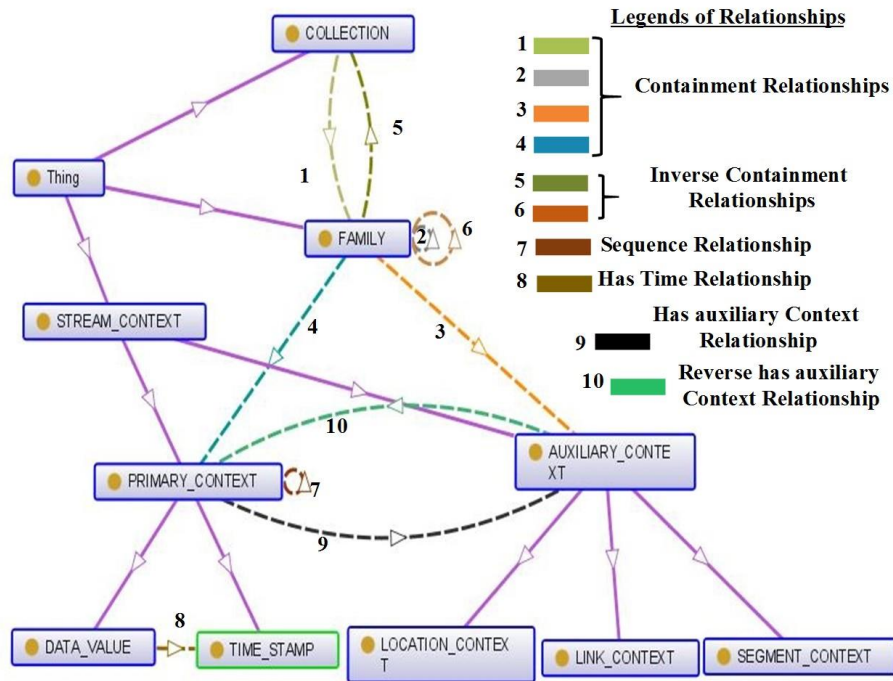 COLLECTION
Legends of Relationships
1
2
3
4
Containment Relationships
5
6
Inverse Containment
Relationships
7
Sequence Relationship
8
Has Time Relationship
9
Has auxiliary Context
Relationship
10
Reverse has auxiliary
Context Relationship
5
1
Thing
FAMILY
2
6
STREAM_CONTEXT
4
3
10
PRIMARY_CONTEXT
7
AUXILIARY_CONTE
XT
9
8
DATA_VALUE
TIME_STAMP
LOCATION_CONTEX
T
LINK_CONTEXT
SEGMENT_CONTEXT